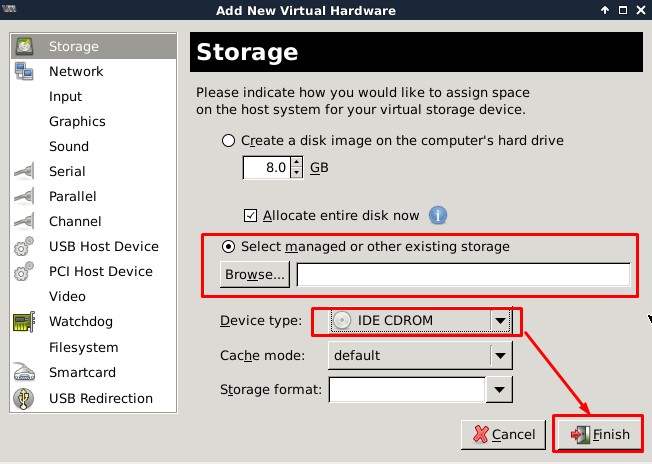 Add New Virtual Hardware
Storage
Network
Input
Graphics
Sound
Serial
Parallel
Channel
USB Host Device
PCI Host Device
Video
Watchdog
Filesystem
Smartcard
USB Redirection
Storage
Please indicate how you would like to assign space
on the host system for your virtual storage device.
Create a disk image on the computer's hard drive
8.0 GB
Allocate entire disk now
Select managed or other existing storage
Browse...
Device type: IDE CDROM
Cache mode: default
Storage format:
Cancel Finish